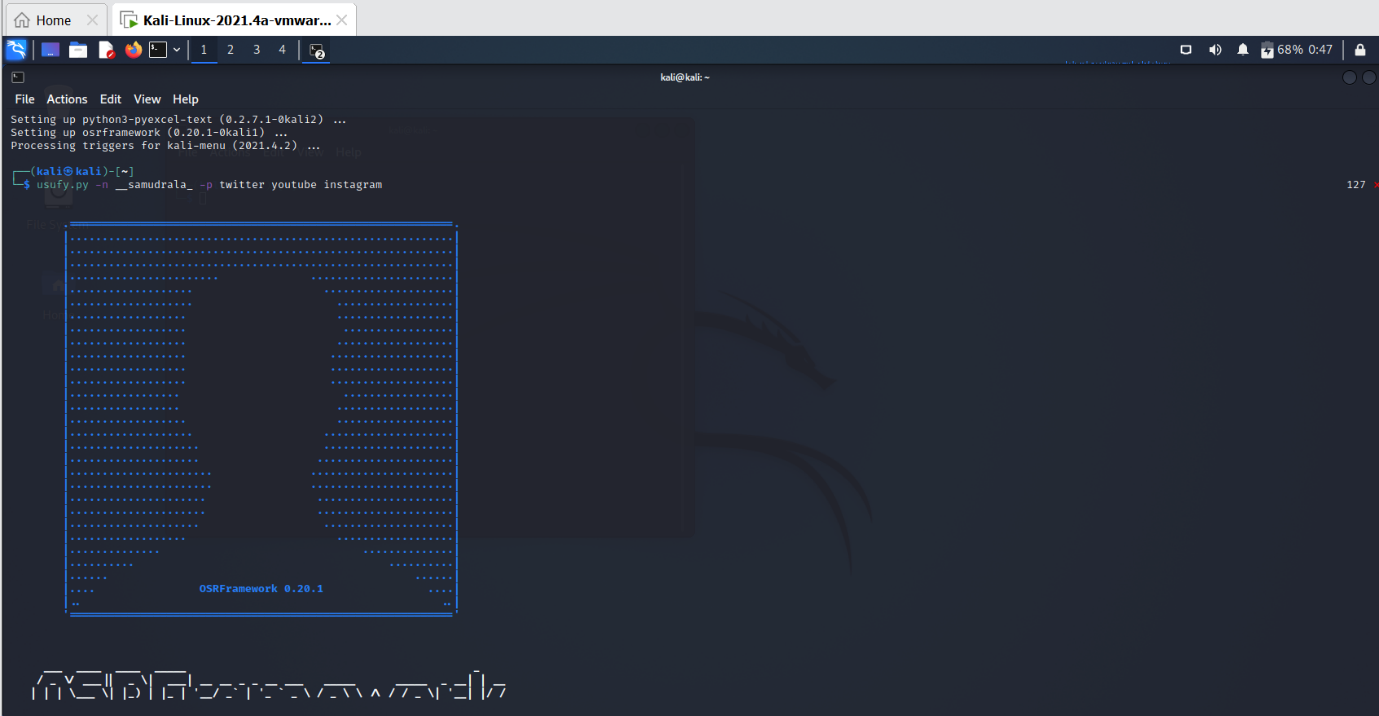 Home
Kali-Linux-2021.4a-vmwar...
1 2 3 4
2
68% 0:47
kali@kali: ~
File Actions Edit View Help
Setting up python3-pyexcel-text (0.2.7.1-0kali2) ...
Setting up osrframework (0.20.1-0kali1) ...
Processing triggers for kali-menu (2021.4.2) ...
(kali㉿kali)-[~]
$ usufy.py -n __samudrala_ -p twitter youtube instagram
127
OSRFramework 0.20.1